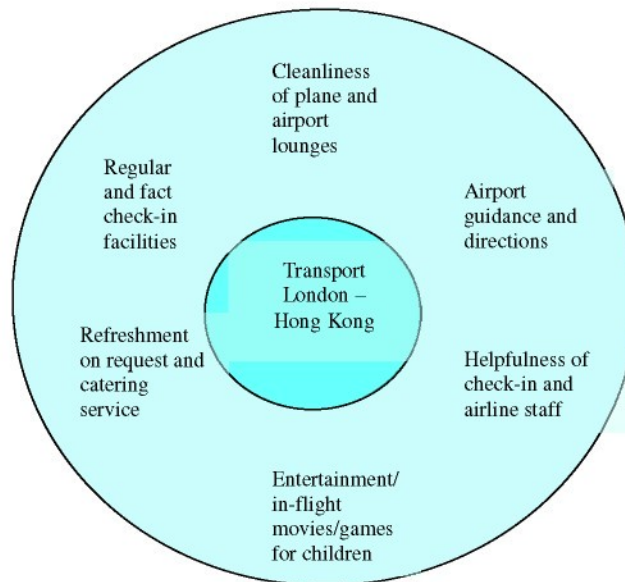 Cleanliness
of plane and
airport
lounges
Regular
and fact
check-in
facilities
Airport
guidance and
directions
Transport
London –
Hong Kong
Refreshment
on request and
catering
service
Helpfulness of
check-in and
airline staff
Entertainment/
in-flight
movies/games
for children